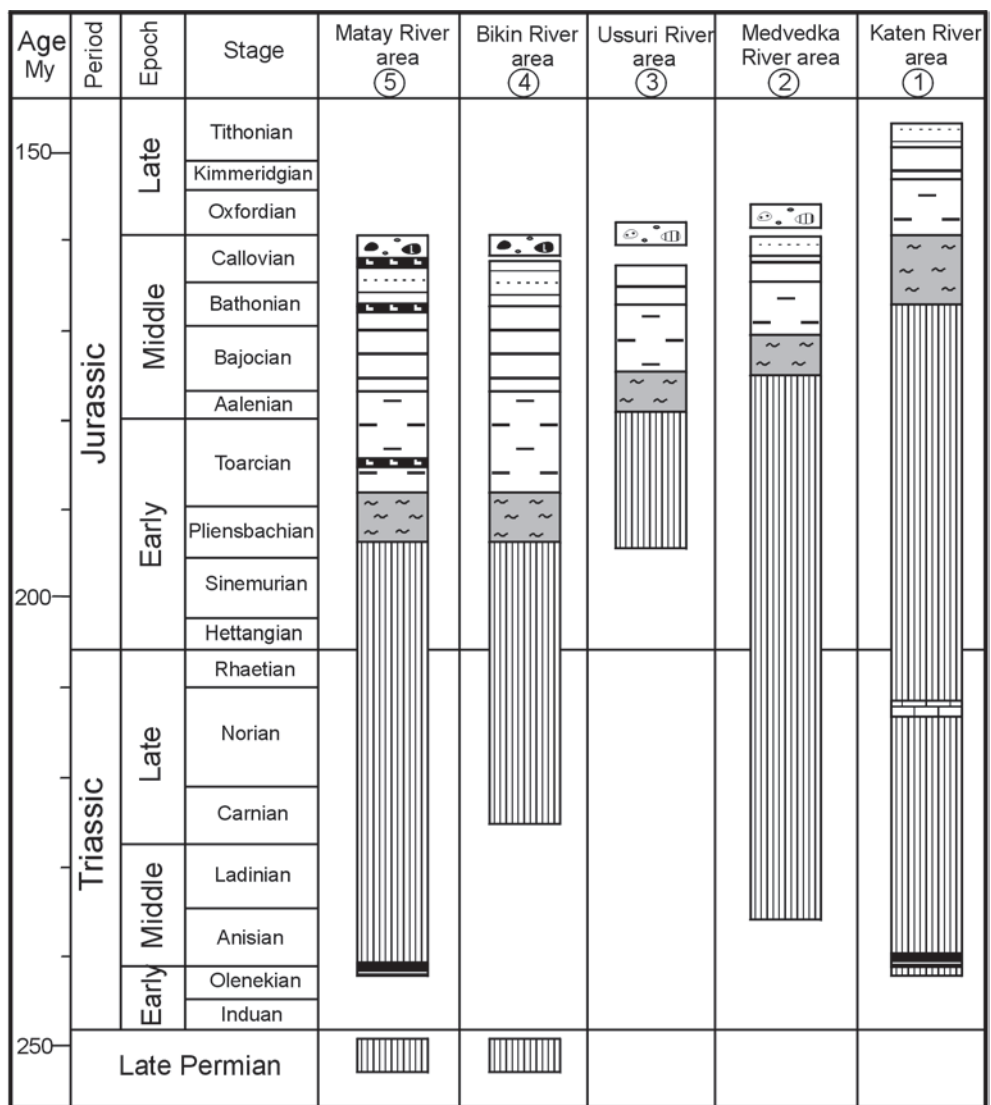 Age
My
Period
Epoch
Stage
Matay River
area
5
Bikin River
area
4
Ussuri River
area
3
Medvedka
River area
2
Katen River
area
1
150
200
250
Jurassic
Triassic
Late
Middle
Early
Late
Middle
Early
Tithonian
Kimmeridgian
Oxfordian
Callovian
Bathonian
Bajocian
Aalenian
Toarcian
Pliensbachian
Sinemurian
Hettangian
Rhaetian
Norian
Carnian
Ladinian
Anisian
Olenekian
Induan
Late Permian